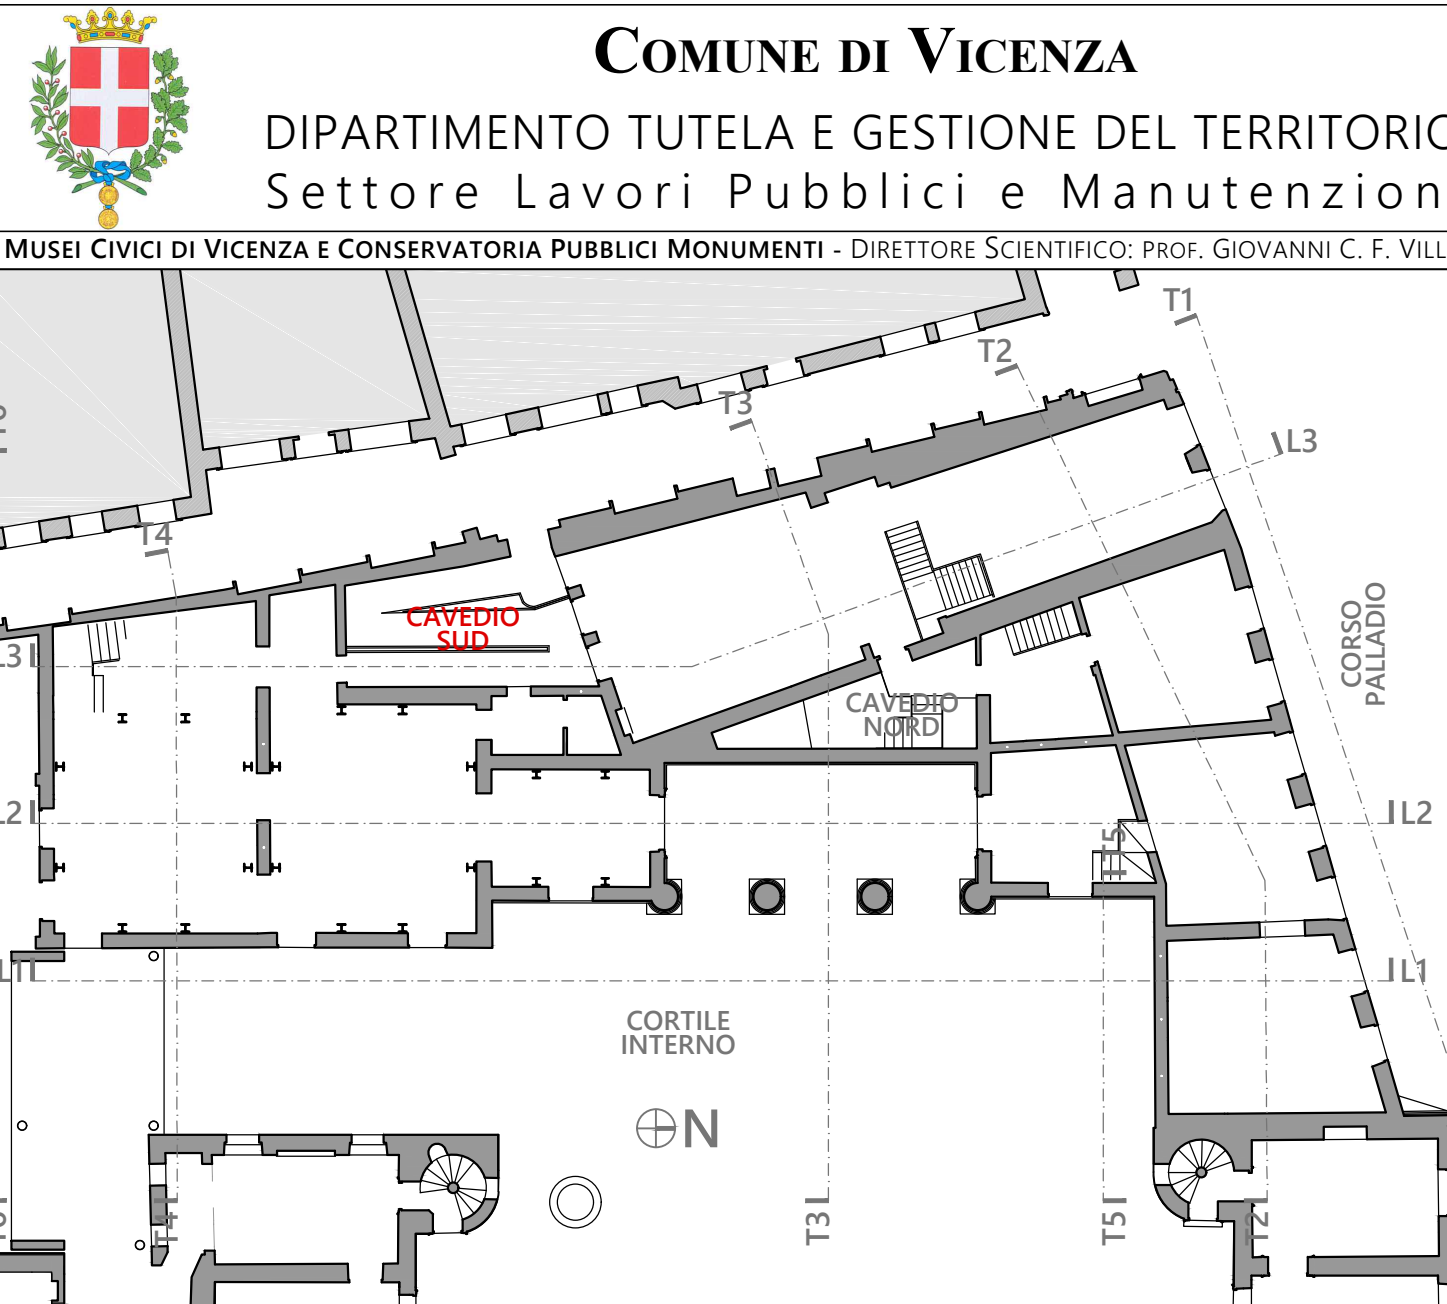 COMUNE DI VICENZA
DIPARTIMENTO TUTELA E GESTIONE DEL TERRITORIO
Settore Lavori Pubblici e Manutenzion
MUSEI CIVICI DI VICENZA E CONSERVATORIA PUBBLICI MONUMENTI - DIRETTORE SCIENTIFICO: PROF. GIOVANNI C. F. VILL
T1
T2
T3
L3
T4
CAVEDIO
SUD
CORSO
PALLADIO
L3
CAVEDIO
NORD
L2
L2
T5
L1
L1
CORTILE
INTERNO
N
T4
T3
T5
T2